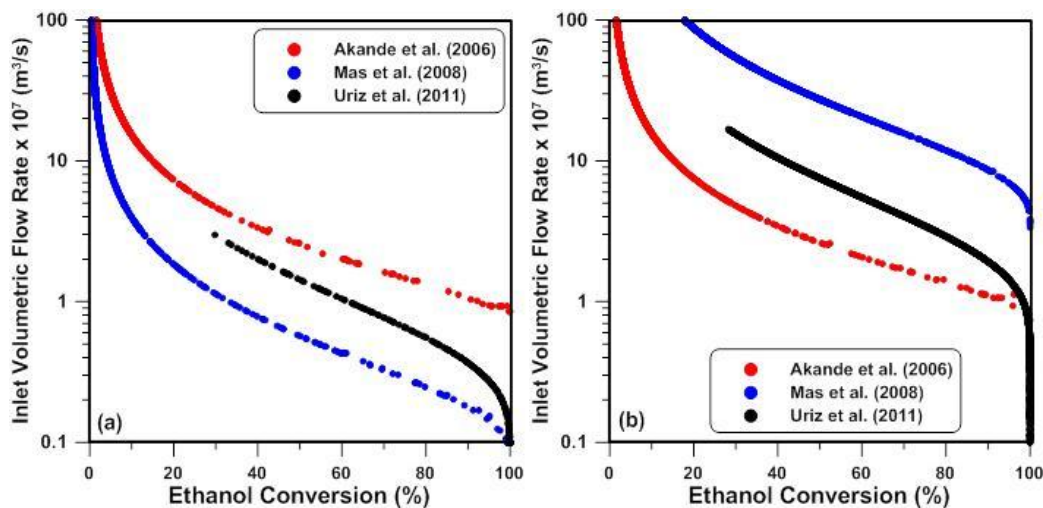 Inlet Volumetric Flow Rate x 10⁷ (m³/s)
100
10
1
0.1
Akande et al. (2006)
Mas et al. (2008)
Uriz et al. (2011)
(a)
0 20 40 60 80 100
Ethanol Conversion (%)
Inlet Volumetric Flow Rate x 10⁷ (m³/s)
100
10
1
0.1
Akande et al. (2006)
Mas et al. (2008)
Uriz et al. (2011)
(b)
0 20 40 60 80 100
Ethanol Conversion (%)